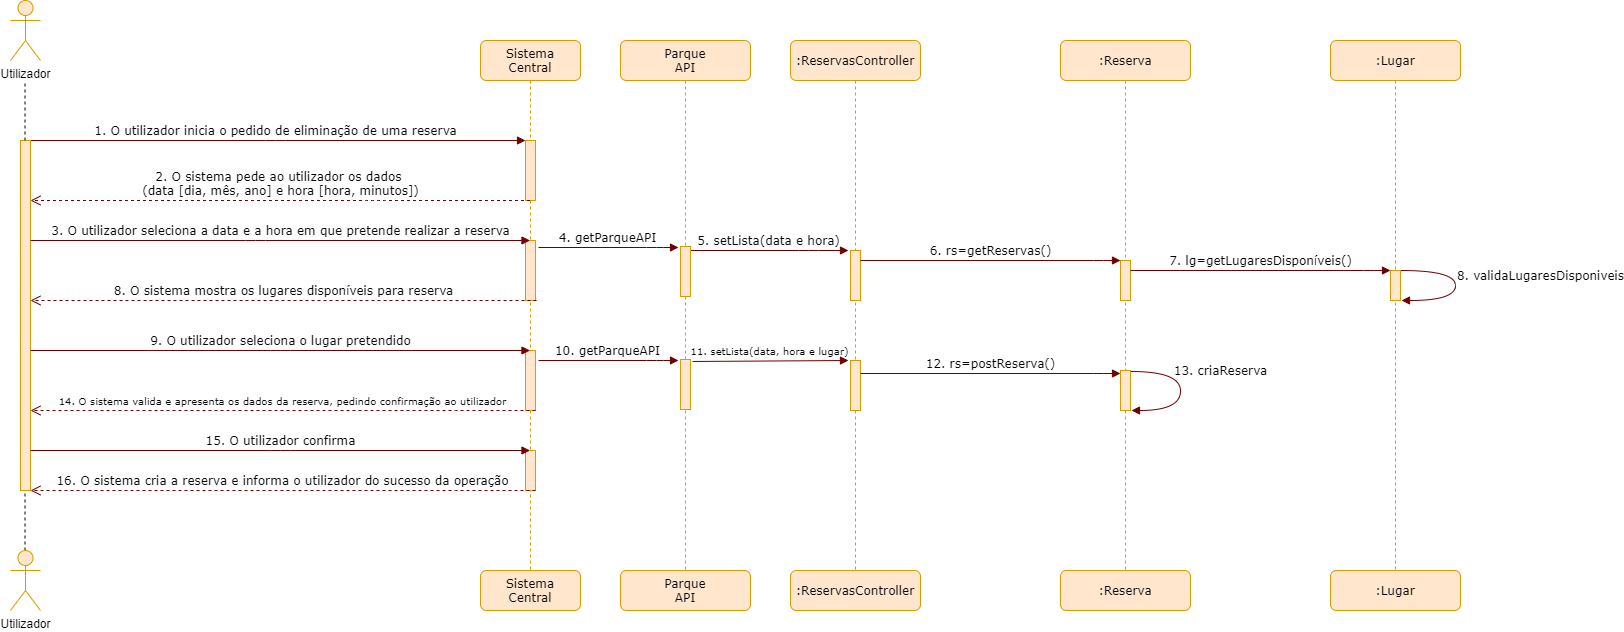 Utilizador
Sistema
Central
Parque
API
:ReservasController
:Reserva
:Lugar
1. O utilizador inicia o pedido de eliminação de uma reserva
2. O sistema pede ao utilizador os dados
(data [dia, mês, ano] e hora [hora, minutos])
3. O utilizador seleciona a data e a hora em que pretende realizar a reserva
4. getParqueAPI
5. setLista(data e hora)
6. rs=getReservas()
7. lg=getLugaresDisponíveis()
8. validaLugaresDisponiveis
8. O sistema mostra os lugares disponíveis para reserva
9. O utilizador seleciona o lugar pretendido
10. getParqueAPI
11. setLista(data, hora e lugar)
12. rs=postReserva()
13. criaReserva
14. O sistema valida e apresenta os dados da reserva, pedindo confirmação ao utilizador
15. O utilizador confirma
16. O sistema cria a reserva e informa o utilizador do sucesso da operação
Utilizador
Sistema
Central
Parque
API
:ReservasController
:Reserva
:Lugar